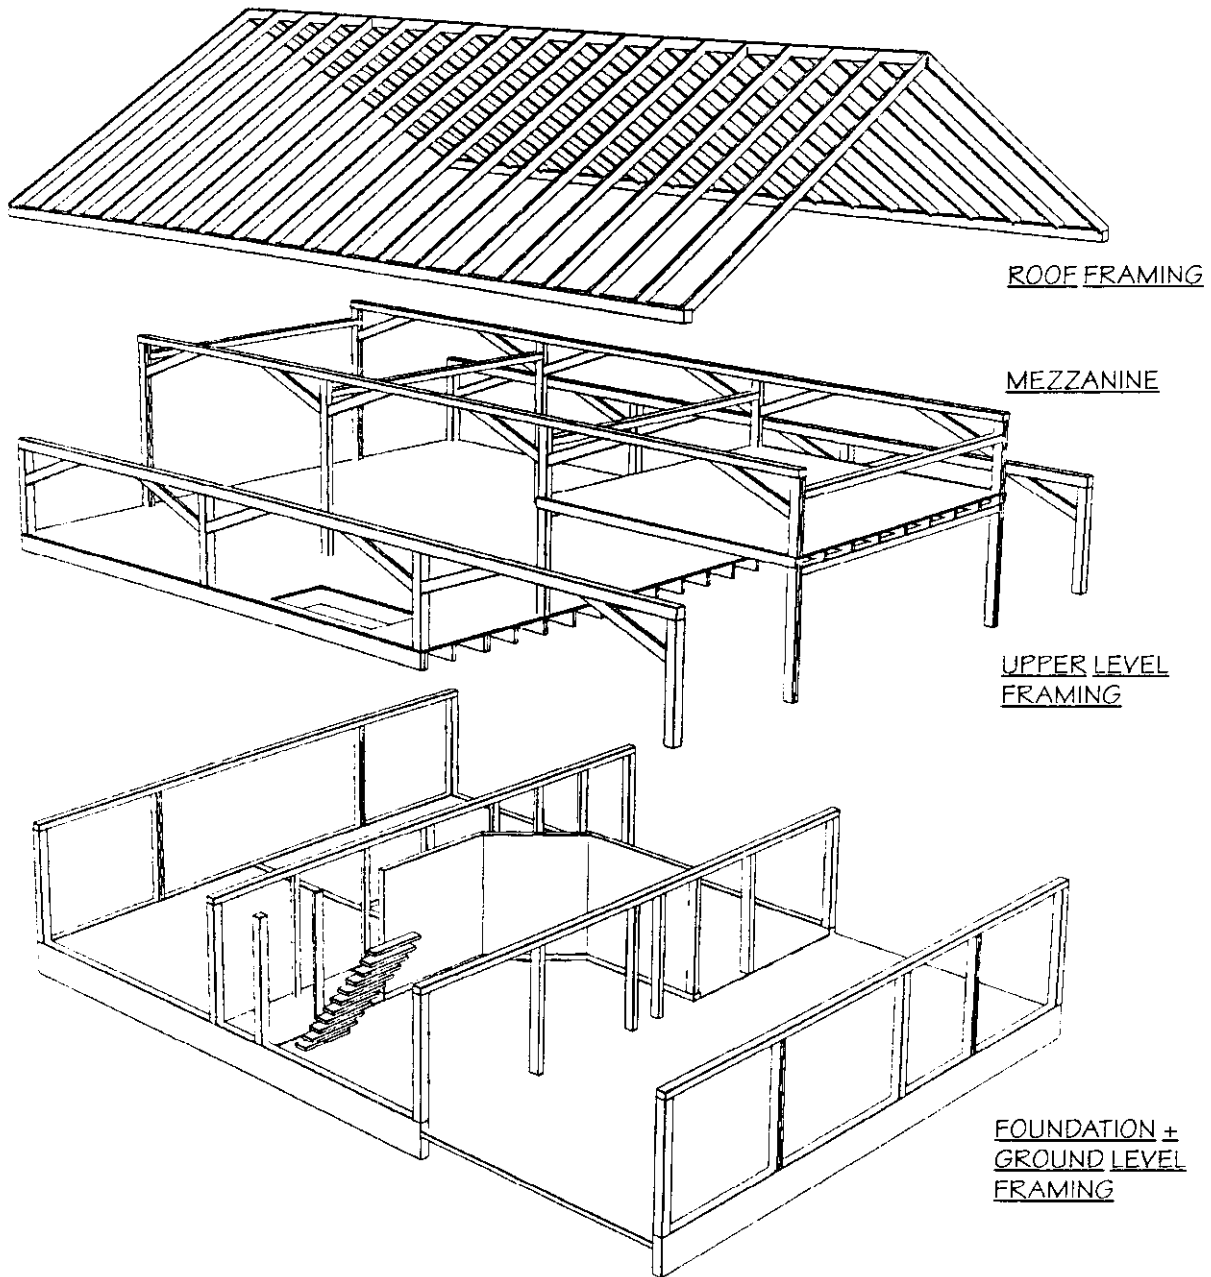 ROOF FRAMING
MEZZANINE
UPPER LEVEL
FRAMING
FOUNDATION +
GROUND LEVEL
FRAMING